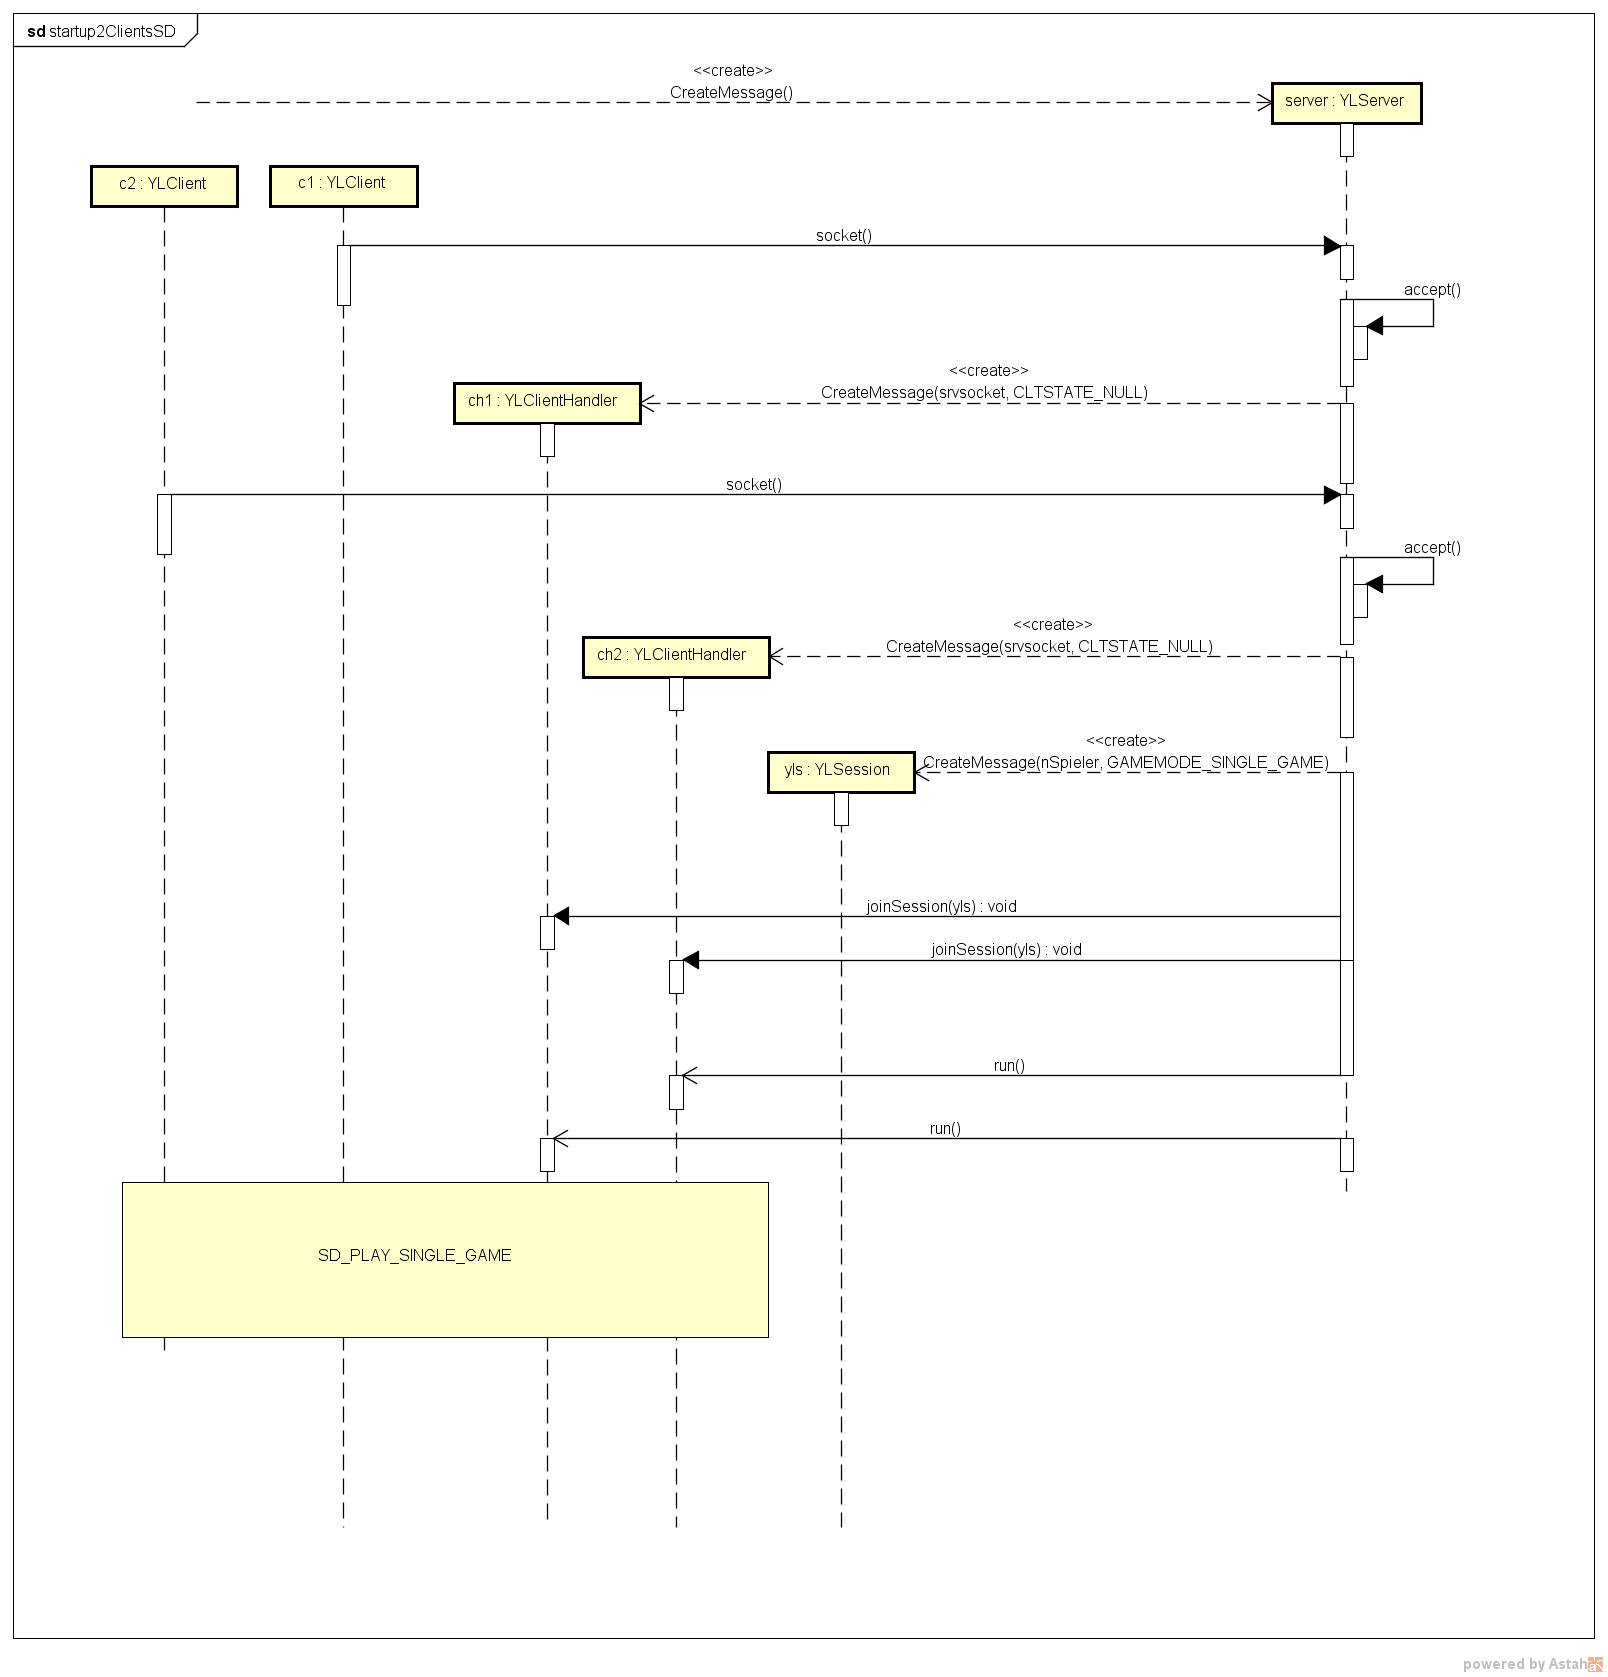 sd startup2ClientsSD
<<create>>
CreateMessage()
server : YLServer
c2 : YLClient
c1 : YLClient
socket()
accept()
<<create>>
CreateMessage(srvsocket, CLTSTATE_NULL)
ch1 : YLClientHandler
socket()
accept()
<<create>>
CreateMessage(srvsocket, CLTSTATE_NULL)
ch2 : YLClientHandler
<<create>>
CreateMessage(nSpieler, GAMEMODE_SINGLE_GAME)
yls : YLSession
joinSession(yls) : void
joinSession(yls) : void
run()
run()
SD_PLAY_SINGLE_GAME
powered by Astah